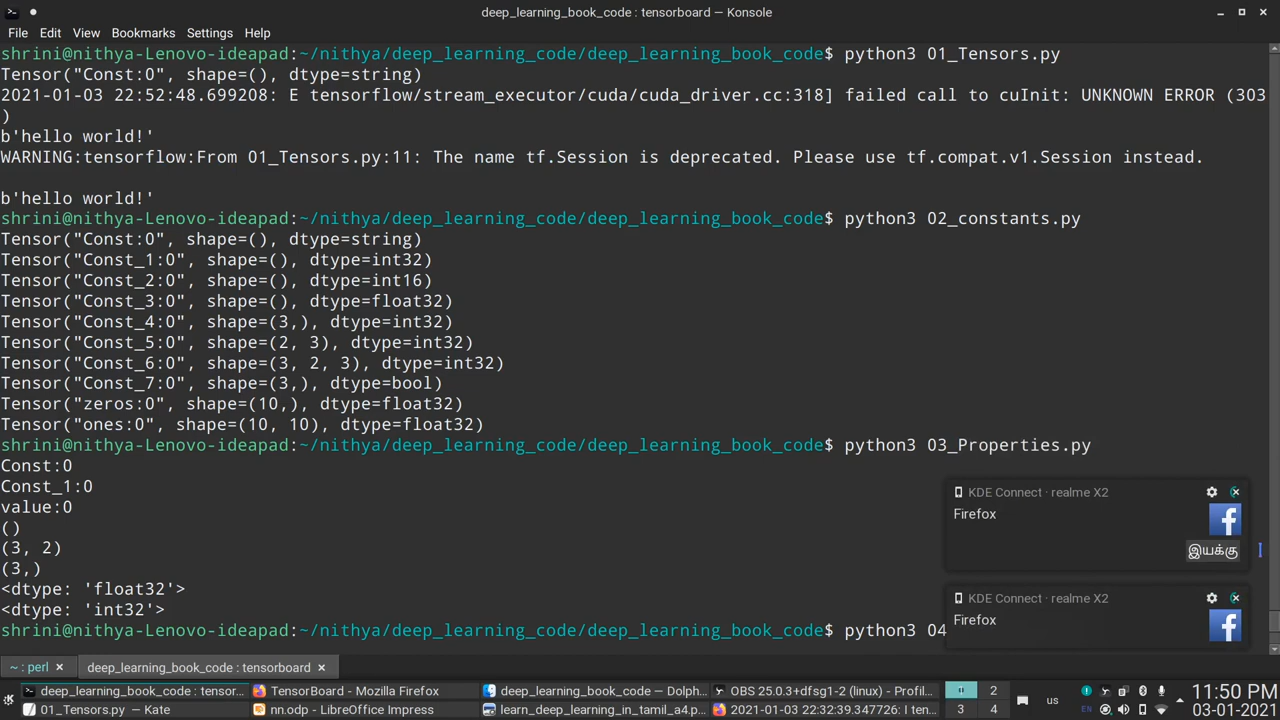 deep_learning_book_code : tensorboard — Konsole
File Edit View Bookmarks Settings Help
shrini@nithya-Lenovo-ideapad:~/nithya/deep_learning_code/deep_learning_book_code$ python3 01_Tensors.py
Tensor("Const:0", shape=(), dtype=string)
2021-01-03 22:52:48.699208: E tensorflow/stream_executor/cuda/cuda_driver.cc:318] failed call to cuInit: UNKNOWN ERROR (303
)
b'hello world!'
WARNING:tensorflow:From 01_Tensors.py:11: The name tf.Session is deprecated. Please use tf.compat.v1.Session instead.
b'hello world!'
shrini@nithya-Lenovo-ideapad:~/nithya/deep_learning_code/deep_learning_book_code$ python3 02_constants.py
Tensor("Const:0", shape=(), dtype=string)
Tensor("Const_1:0", shape=(), dtype=int32)
Tensor("Const_2:0", shape=(), dtype=int16)
Tensor("Const_3:0", shape=(), dtype=float32)
Tensor("Const_4:0", shape=(3,), dtype=int32)
Tensor("Const_5:0", shape=(2, 3), dtype=int32)
Tensor("Const_6:0", shape=(3, 2, 3), dtype=int32)
Tensor("Const_7:0", shape=(3,), dtype=bool)
Tensor("zeros:0", shape=(10,), dtype=float32)
Tensor("ones:0", shape=(10, 10), dtype=float32)
shrini@nithya-Lenovo-ideapad:~/nithya/deep_learning_code/deep_learning_book_code$ python3 03_Properties.py
Const:0
Const_1:0
value:0
()
(3, 2)
(3,)
<dtype: 'float32'>
<dtype: 'int32'>
shrini@nithya-Lenovo-ideapad:~/nithya/deep_learning_code/deep_learning_book_code$ python3 04
KDE Connect · realme X2
Firefox
இயக்கு
KDE Connect · realme X2
Firefox
~ : perl
deep_learning_book_code : tensorboard
deep_learning_book_code : tensor...
TensorBoard - Mozilla Firefox
deep_learning_book_code — Dolph...
OBS 25.0.3+dfsg1-2 (linux) - Profil...
01_Tensors.py — Kate
nn.odp — LibreOffice Impress
learn_deep_learning_in_tamil_a4.p...
2021-01-03 22:32:39.347726: I ten...
2
3 4
us
EN
11:50 PM
03-01-2021